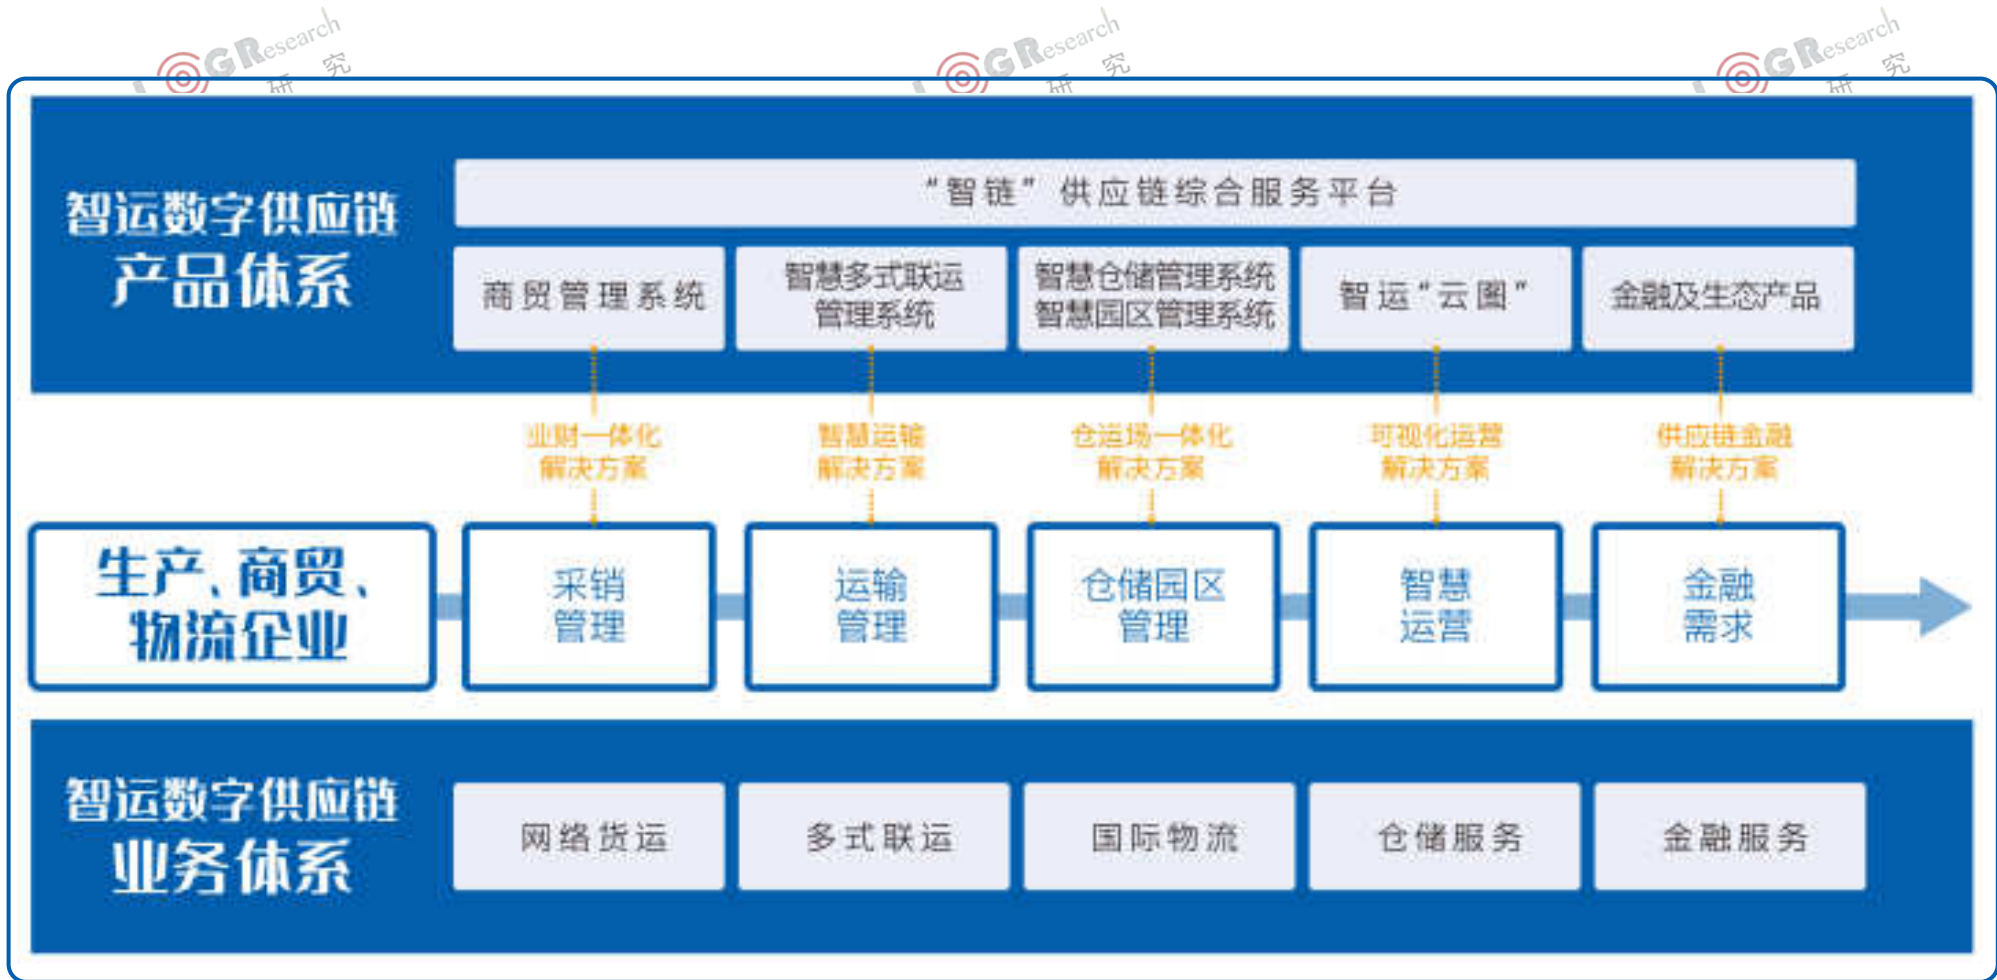 GResearch
研 究
GResearch
研 究
GResearch
研 究
智运数字供应链
产品体系
“智链”供应链综合服务平台
商贸管理系统
智慧多式联运
管理系统
智慧仓储管理系统
智慧园区管理系统
智运“云图”
金融及生态产品
业财一体化
解决方案
智慧运输
解决方案
仓运场一体化
解决方案
可视化运营
解决方案
供应链金融
解决方案
生产、商贸、
物流企业
采销
管理
运输
管理
仓储园区
管理
智慧
运营
金融
需求
智运数字供应链
业务体系
网络货运
多式联运
国际物流
仓储服务
金融服务